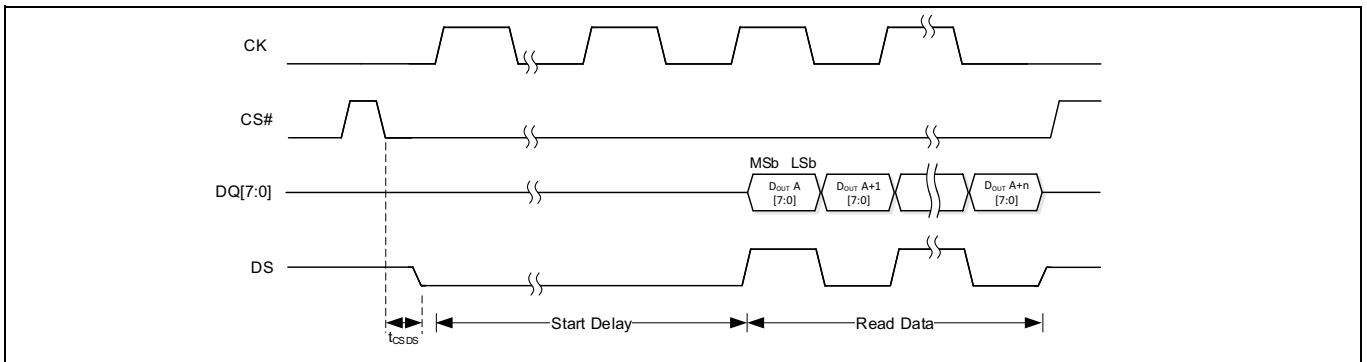 CK
CS#
MSb LSb
DQ[7:0]
DOUT A
[7:0]
DOUT A+1
[7:0]
DOUT A+n
[7:0]
DS
tCSDS
Start Delay
Read Data